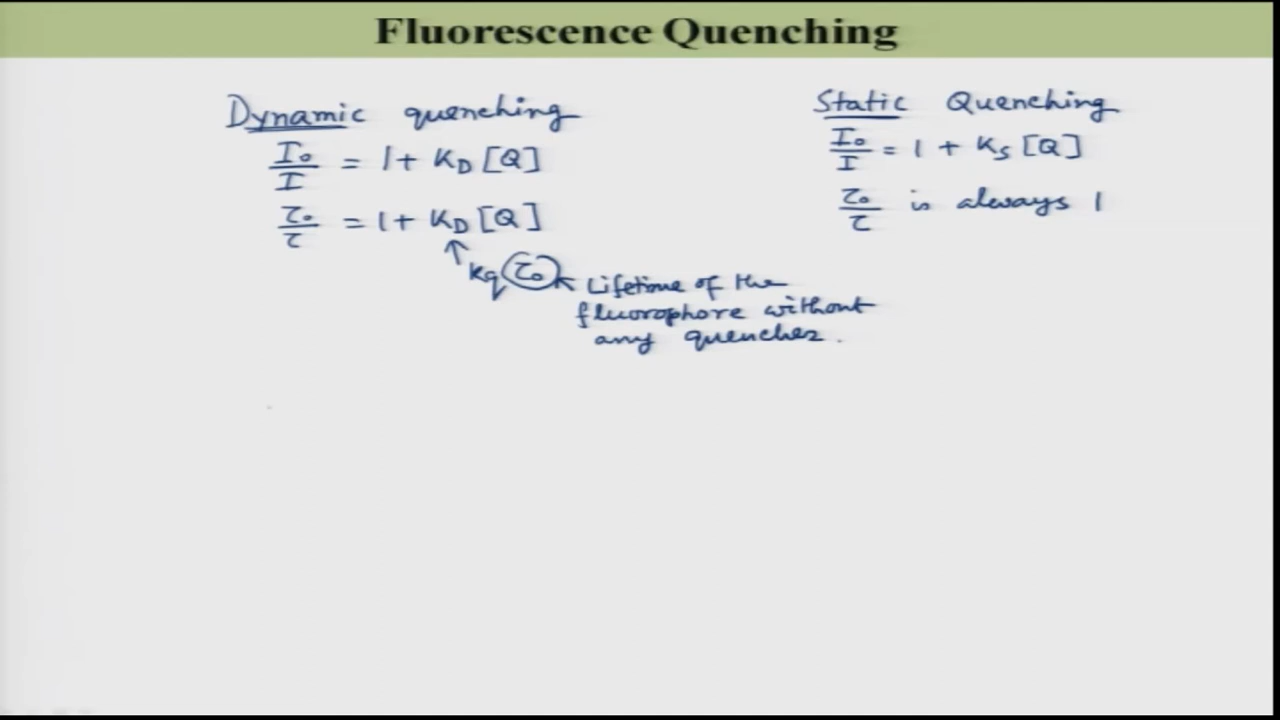 Fluorescence Quenching
Dynamic quenching
I₀/I = 1 + K_D [Q]
τ₀/τ = 1 + K_D [Q]
↑ kq τ₀ ← Lifetime of the
fluorophore without
any quencher.
Static Quenching
I₀/I = 1 + K_S [Q]
τ₀/τ is always 1